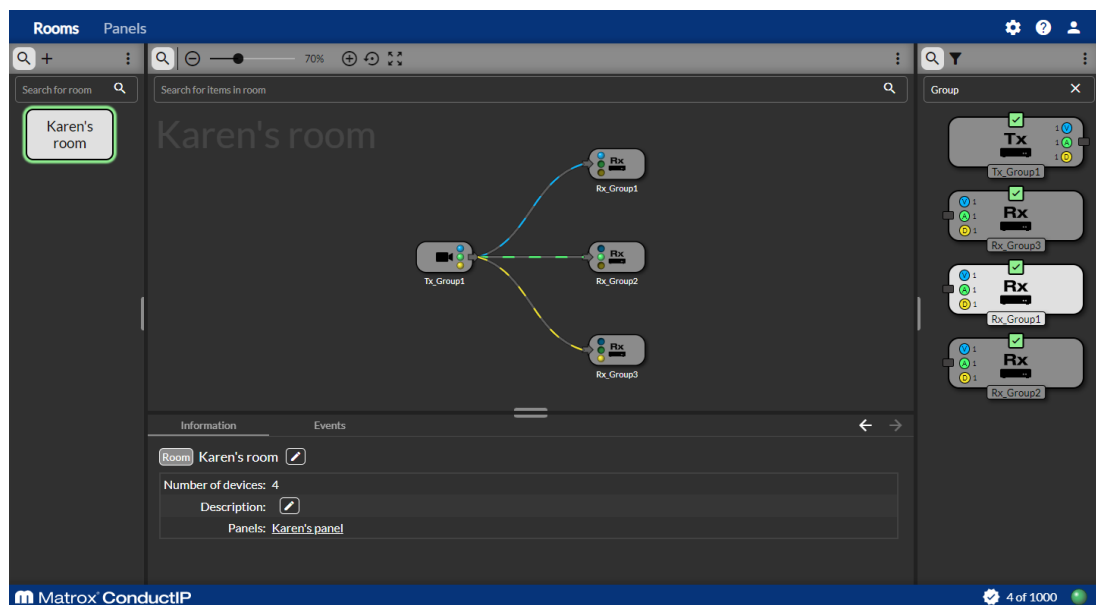 Rooms Panels
70%
Search for room
Search for items in room
Group
Karen's
room
Karen's room
Rx
Rx_Group1
Tx_Group1
Rx
Rx_Group2
Rx
Rx_Group3
Tx
1 V
1 A
1 D
Tx_Group1
V 1
A 1
D 1
Rx
Rx_Group3
V 1
A 1
D 1
Rx
Rx_Group1
V 1
A 1
D 1
Rx
Rx_Group2
Information Events
Room Karen's room
Number of devices: 4
Description:
Panels: Karen's panel
m Matrox® ConductIP
4 of 1000